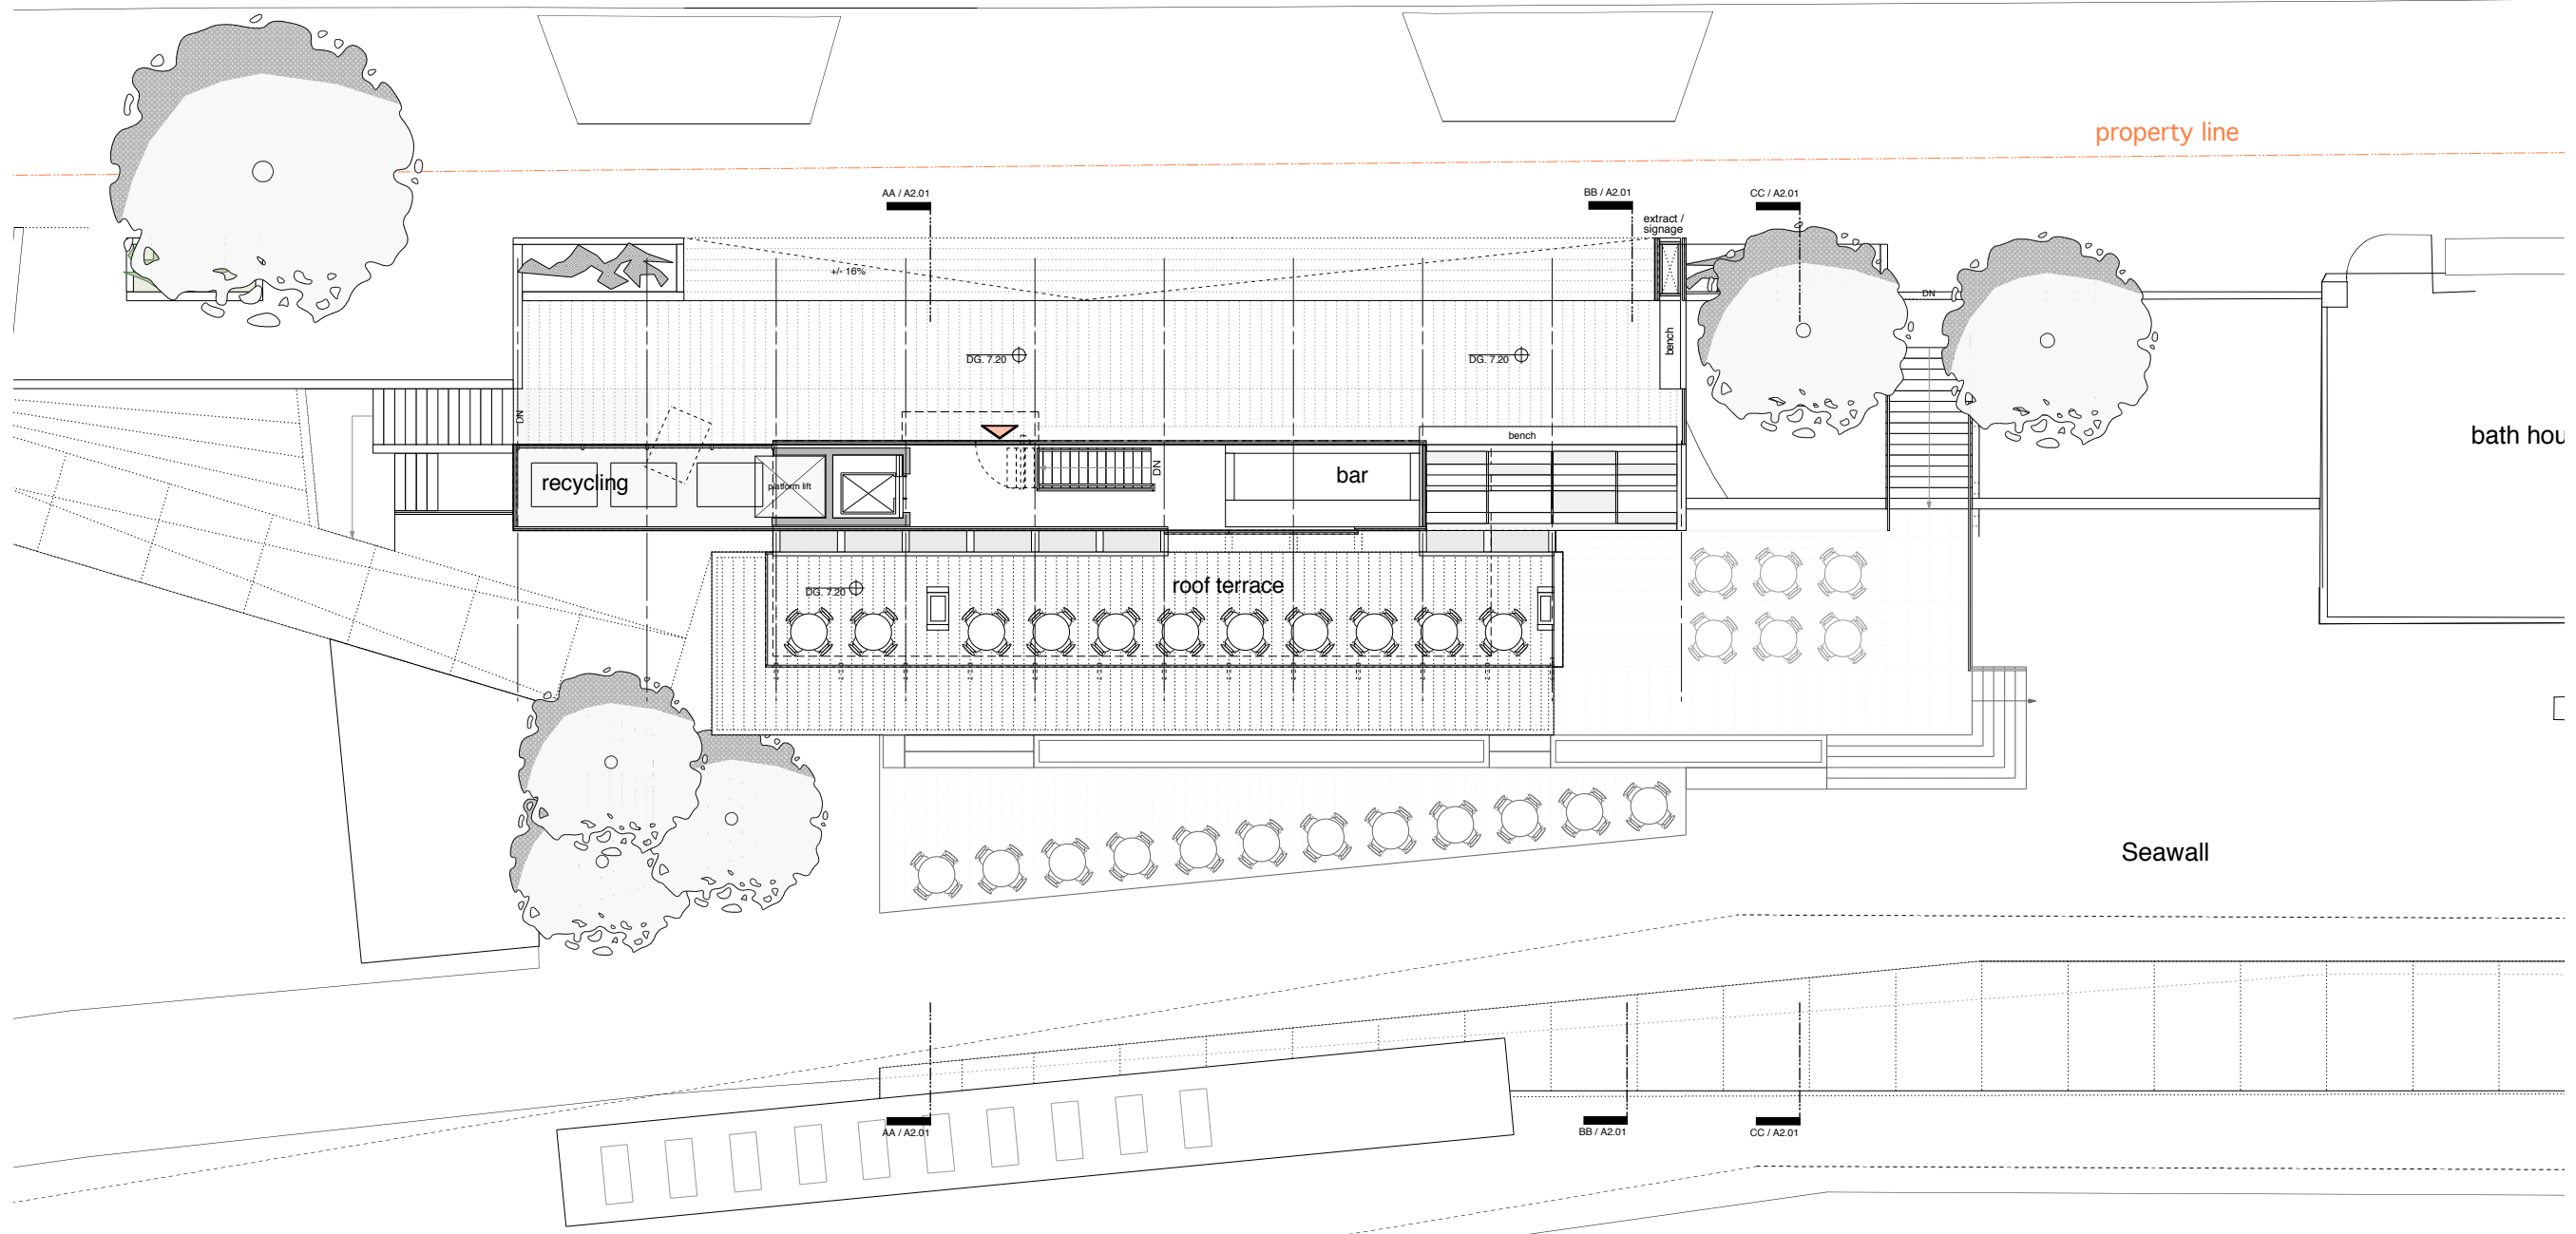 property line
AA / A2.01
BB / A2.01
CC / A2.01
extract /
signage
+/- 16%
DN
bench
DG. 7.20
DG. 7.20
DN
bench
recycling
platform lift
DN
bar
bath hou
DG. 7.20
roof terrace
Seawall
AA / A2.01
BB / A2.01
CC / A2.01